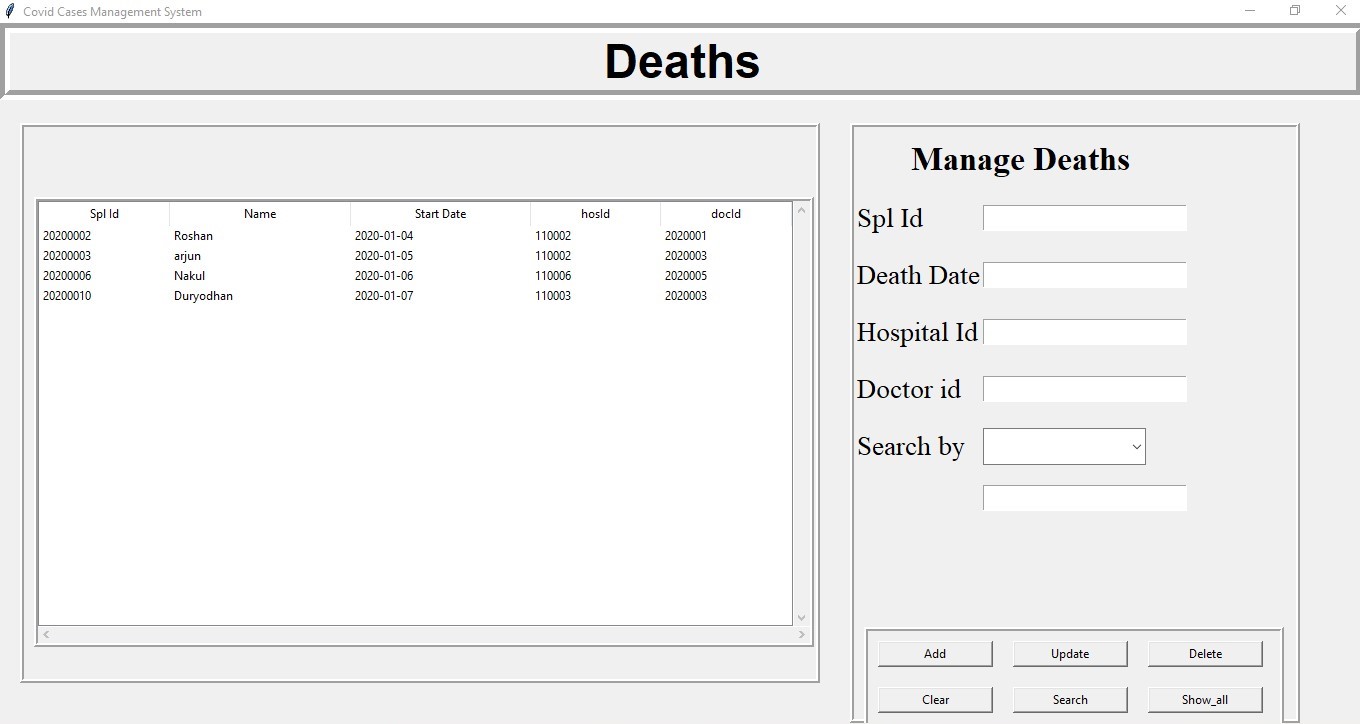 Covid Cases Management System
Deaths
Spl Id Name Start Date hosId docId
20200002 Roshan 2020-01-04 110002 2020001
20200003 arjun 2020-01-05 110002 2020003
20200006 Nakul 2020-01-06 110006 2020005
20200010 Duryodhan 2020-01-07 110003 2020003
Manage Deaths
Spl Id
Death Date
Hospital Id
Doctor id
Search by
Add Update Delete
Clear Search Show_all